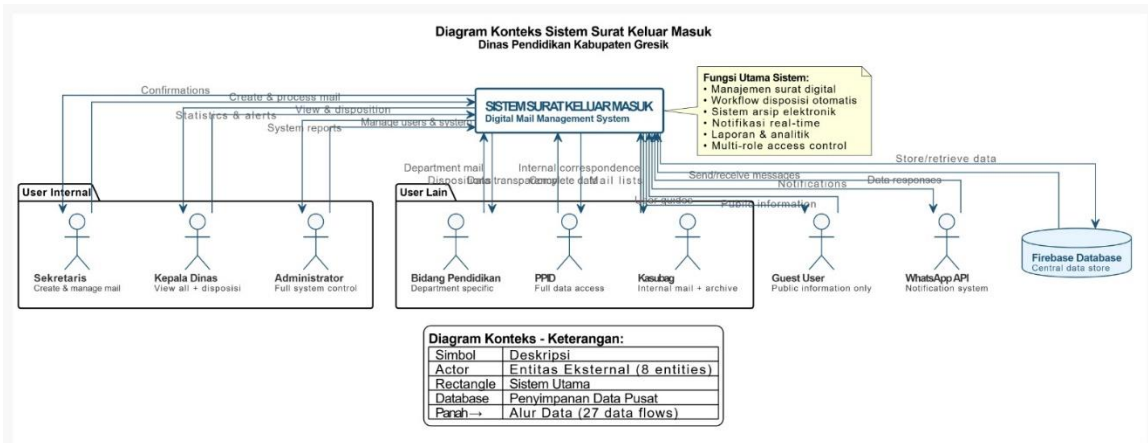 Diagram Konteks Sistem Surat Keluar Masuk
Dinas Pendidikan Kabupaten Gresik
SISTEM SURAT KELUAR MASUK
Digital Mail Management System
Fungsi Utama Sistem:
• Manajemen surat digital
• Workflow disposisi otomatis
• Sistem arsip elektronik
• Notifikasi real-time
• Laporan & analitik
• Multi-role access control
Confirmations
Create & process mail
View & disposition
Statistics & alerts
Manage users & system
System reports
Department mail
Internal correspondence
Data transparency
Complete data
Mail lists
Send/receive messages
Store/retrieve data
Notifications
Data responses
User guides
Public information
User Internal
Sekretaris
Create & manage mail
Kepala Dinas
View all + disposisi
Administrator
Full system control
User Lain
Bidang Pendidikan
Department specific
PPID
Full data access
Kasubag
Internal mail + archive
Guest User
Public information only
WhatsApp API
Notification system
Firebase Database
Central data store
Diagram Konteks - Keterangan:
Simbol Deskripsi
Actor Entitas Eksternal (8 entities)
Rectangle Sistem Utama
Database Penyimpanan Data Pusat
Panah→ Alur Data (27 data flows)